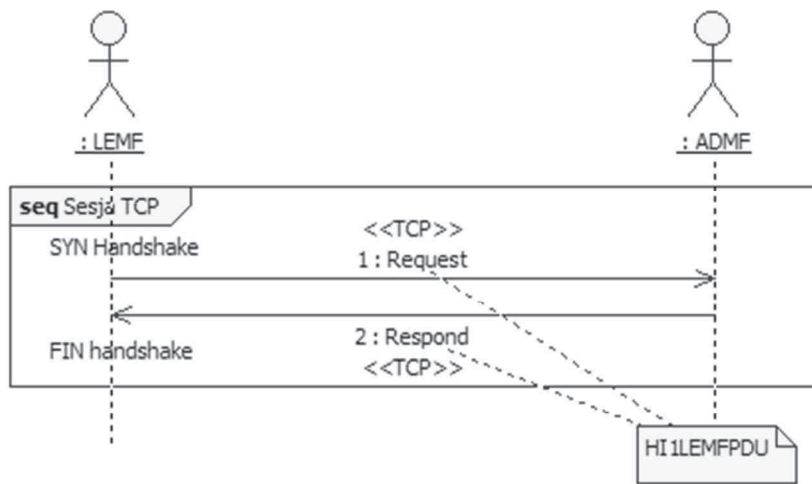 : LEMF
: ADMF
seq Sesja TCP
SYN Handshake
<<TCP>>
1 : Request
2 : Respond
FIN handshake
<<TCP>>
HI1LEMFPDU